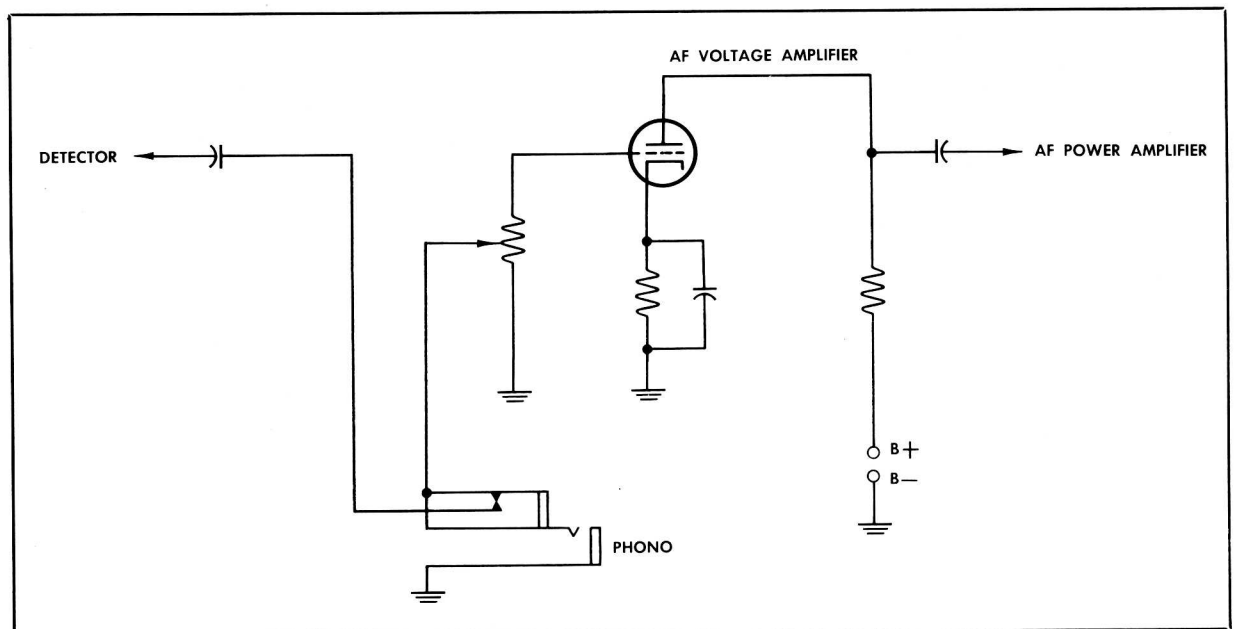 AF VOLTAGE AMPLIFIER
DETECTOR
AF POWER AMPLIFIER
B+
B—
PHONO